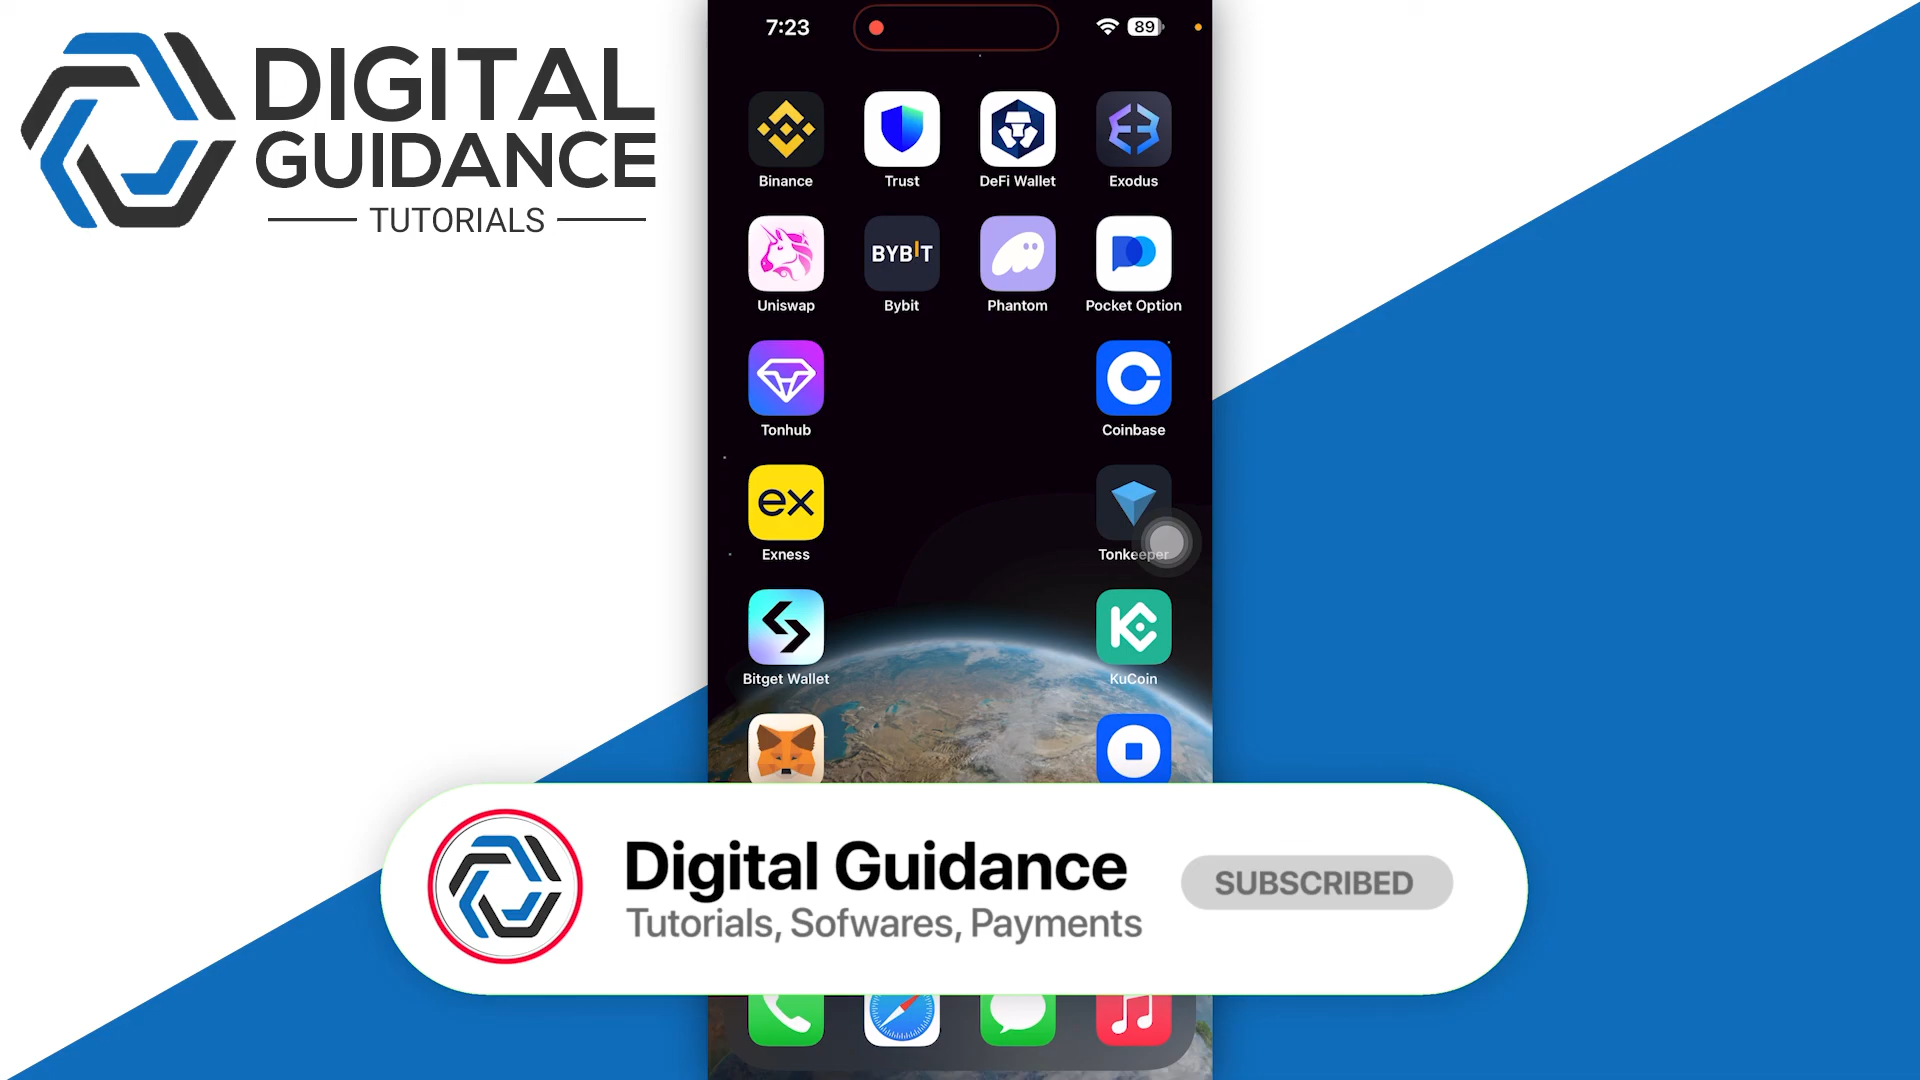 DIGITAL
GUIDANCE
TUTORIALS
7:23
89
Binance
Trust
DeFi Wallet
Exodus
BYBIT
Uniswap
Bybit
Phantom
Pocket Option
Tonhub
Coinbase
ex
Exness
Tonkeeper
Bitget Wallet
KuCoin
Digital Guidance
Tutorials, Sofwares, Payments
SUBSCRIBED